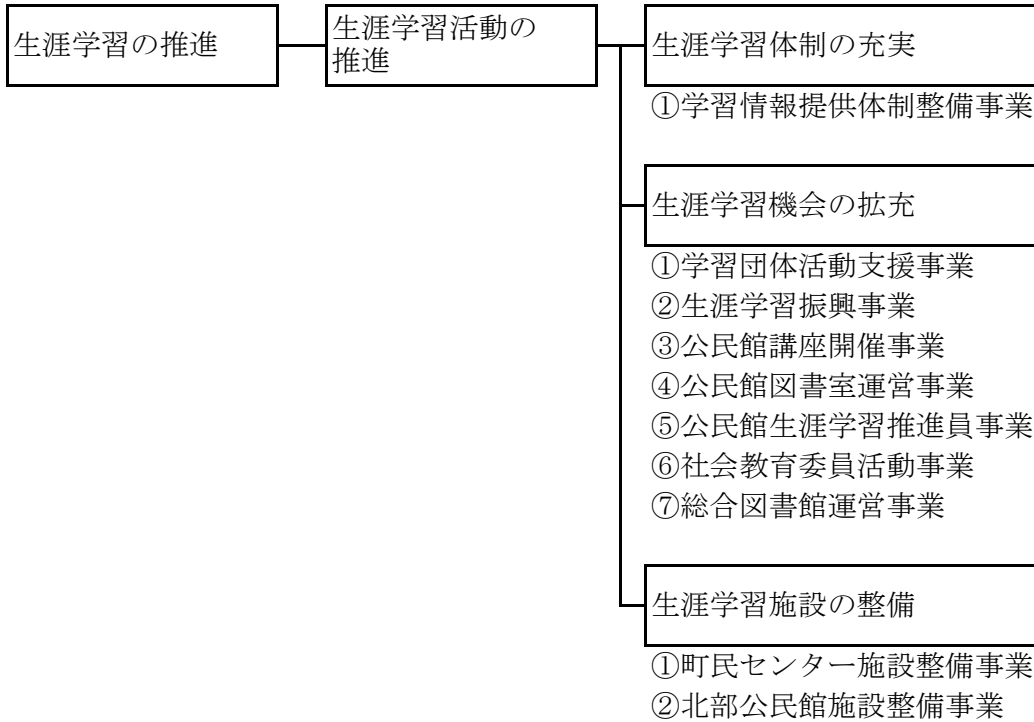 生涯学習の推進
生涯学習活動の
推進
生涯学習体制の充実
①学習情報提供体制整備事業
生涯学習機会の拡充
①学習団体活動支援事業
②生涯学習振興事業
③公民館講座開催事業
④公民館図書室運営事業
⑤公民館生涯学習推進員事業
⑥社会教育委員活動事業
⑦総合図書館運営事業
生涯学習施設の整備
①町民センター施設整備事業
②北部公民館施設整備事業